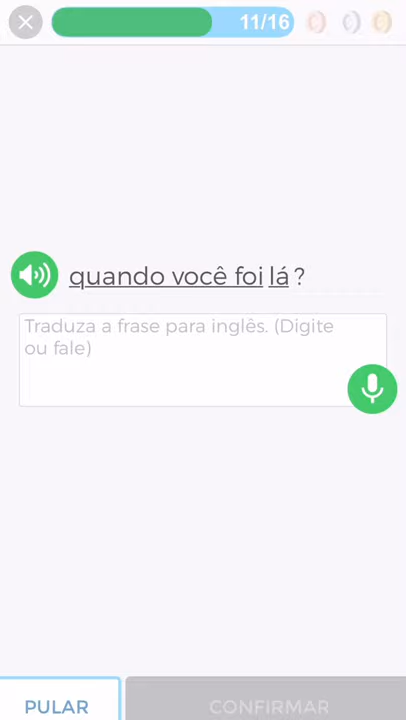 11/16
quando você foi lá ?
Traduza a frase para inglês. (Digite
ou fale)
PULAR
CONFIRMAR